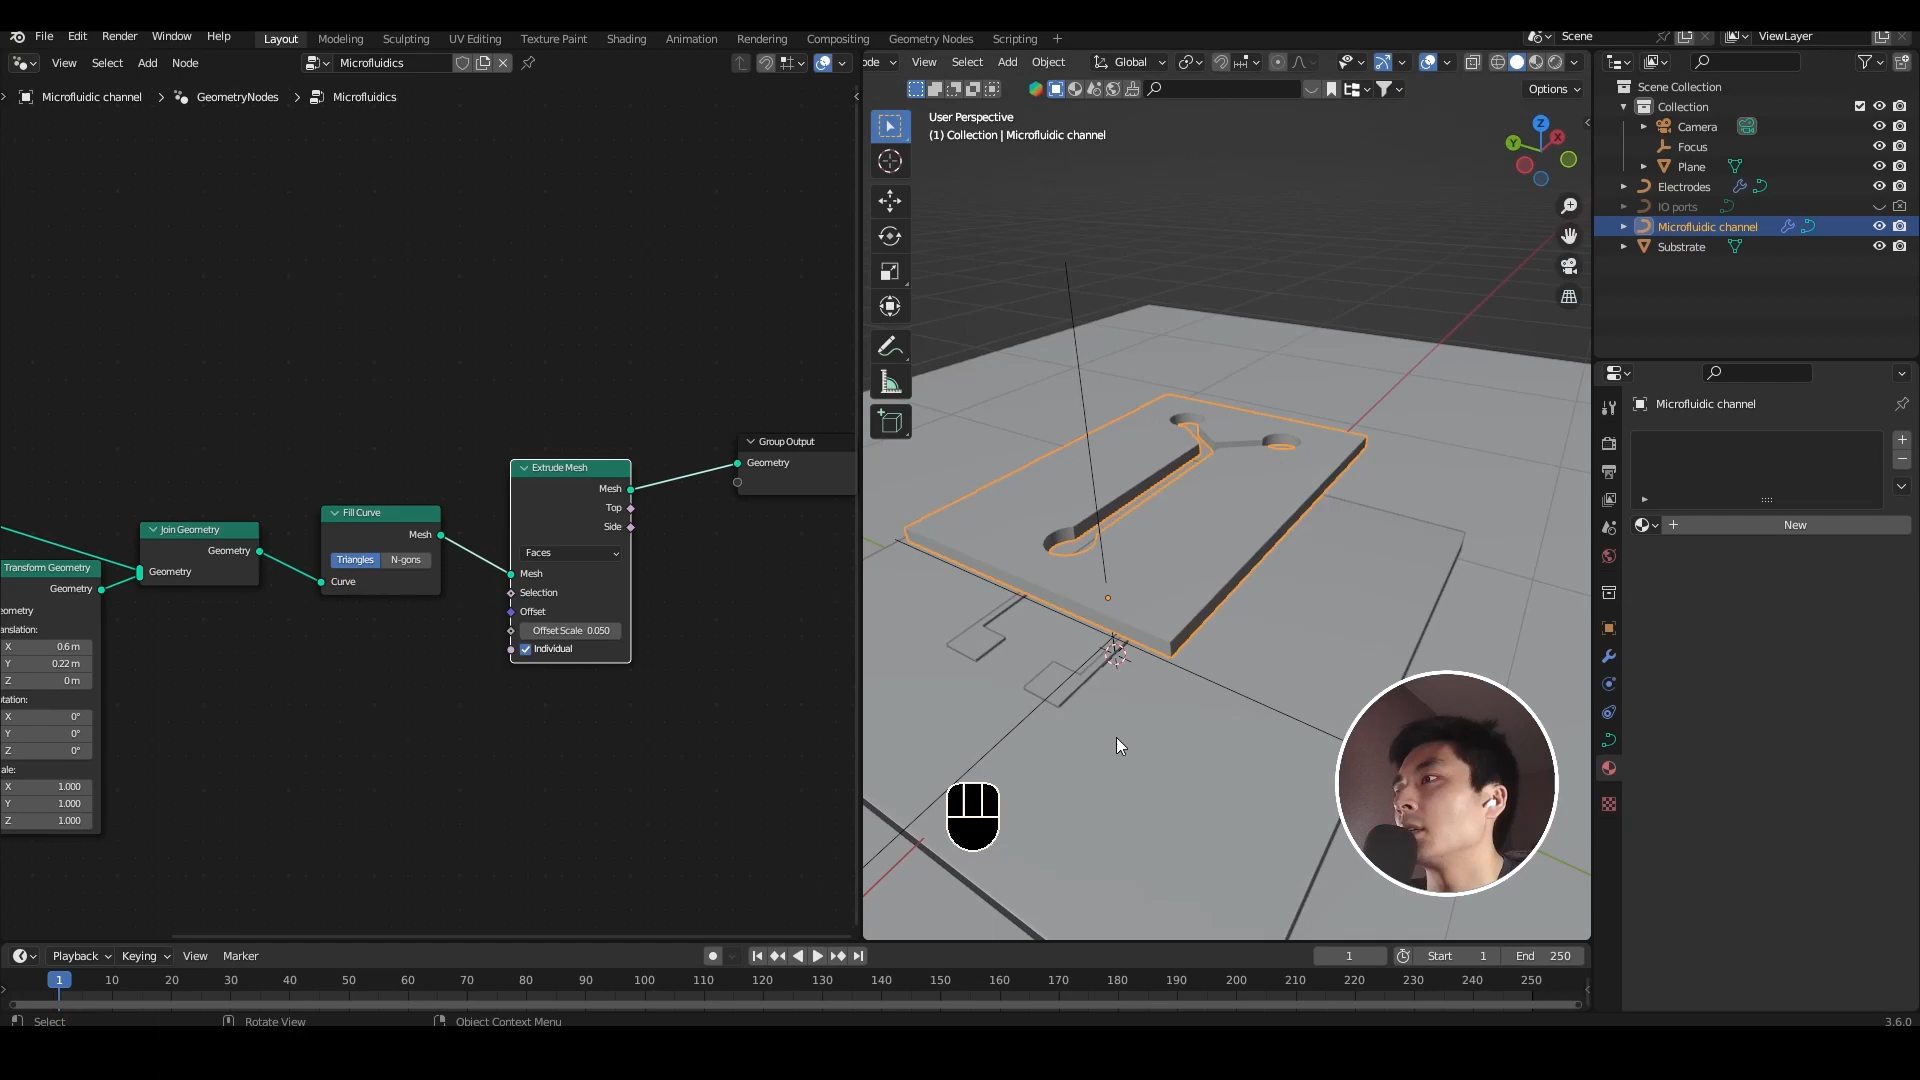 File Edit Render Window Help Layout Modeling Sculpting UV Editing Texture Paint Shading Animation Rendering Compositing Geometry Nodes Scripting + Scene ViewLayer
View Select Add Node Microfluidics
Microfluidic channel > GeometryNodes > Microfluidics
ode View Select Add Object Global
Options
User Perspective
(1) Collection | Microfluidic channel
Z
X
Y
Scene Collection
Collection
Camera
Focus
Plane
Electrodes
IO ports
Microfluidic channel
Substrate
Microfluidic channel
New
Group Output
Geometry
Extrude Mesh
Mesh
Top
Side
Faces
Mesh
Selection
Offset
Offset Scale 0.050
Individual
Fill Curve
Mesh
Triangles N-gons
Curve
Join Geometry
Geometry
Geometry
Transform Geometry
Geometry
eometry
anslation:
X 0.6 m
Y 0.22 m
Z 0 m
otation:
X 0°
Y 0°
Z 0°
ale:
X 1.000
Y 1.000
Z 1.000
Playback Keying View Marker 1 Start 1 End 250
1 10 20 30 40 50 60 70 80 90 100 110 120 130 140 150 160 170 180 190 200 210 220 230 240 250
Select Rotate View Object Context Menu 3.6.0